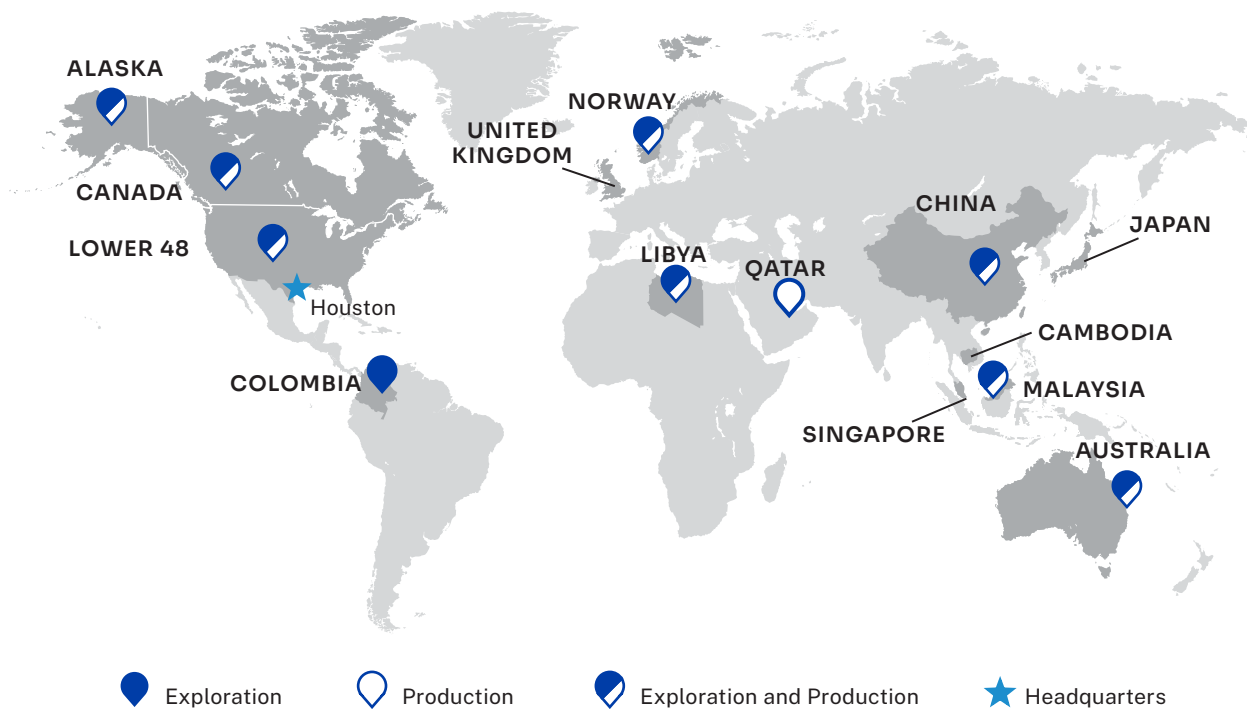 ALASKA
NORWAY
UNITED
KINGDOM
CANADA
CHINA
JAPAN
LOWER 48
LIBYA
QATAR
Houston
CAMBODIA
COLOMBIA
MALAYSIA
SINGAPORE
AUSTRALIA
Exploration
Production
Exploration and Production
Headquarters